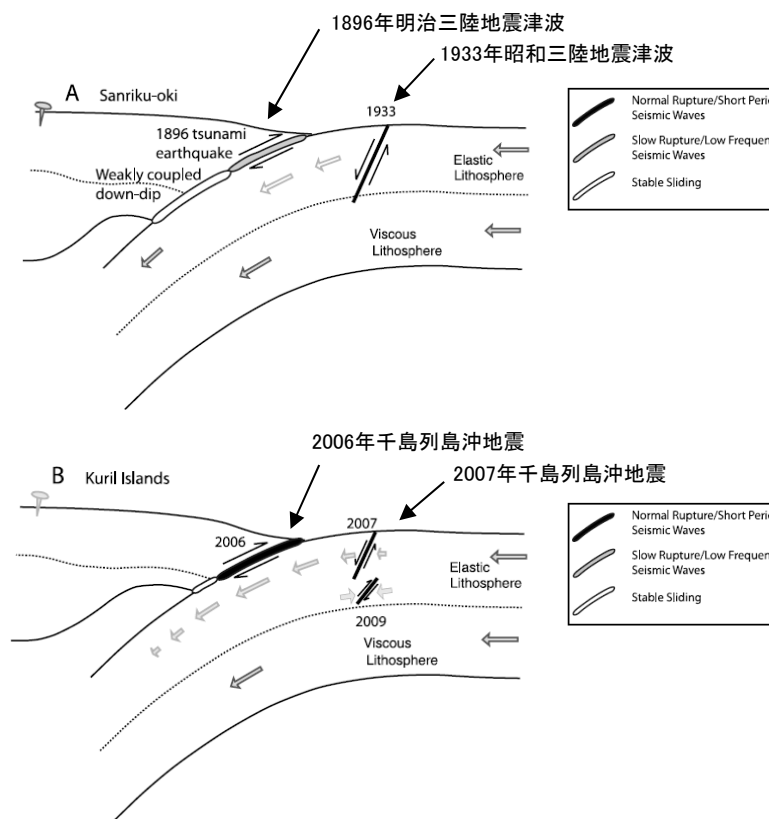 1896年明治三陸地震津波
1933年昭和三陸地震津波
A Sanriku-oki
1933
1896 tsunami
earthquake
Weakly coupled
down-dip
Elastic
Lithosphere
Viscous
Lithosphere
Normal Rupture/Short Perio
Seismic Waves
Slow Rupture/Low Frequen
Seismic Waves
Stable Sliding
2006年千島列島沖地震
2007年千島列島沖地震
B Kuril Islands
2007
2006
Elastic
Lithosphere
2009
Viscous
Lithosphere
Normal Rupture/Short Perio
Seismic Waves
Slow Rupture/Low Frequen
Seismic Waves
Stable Sliding